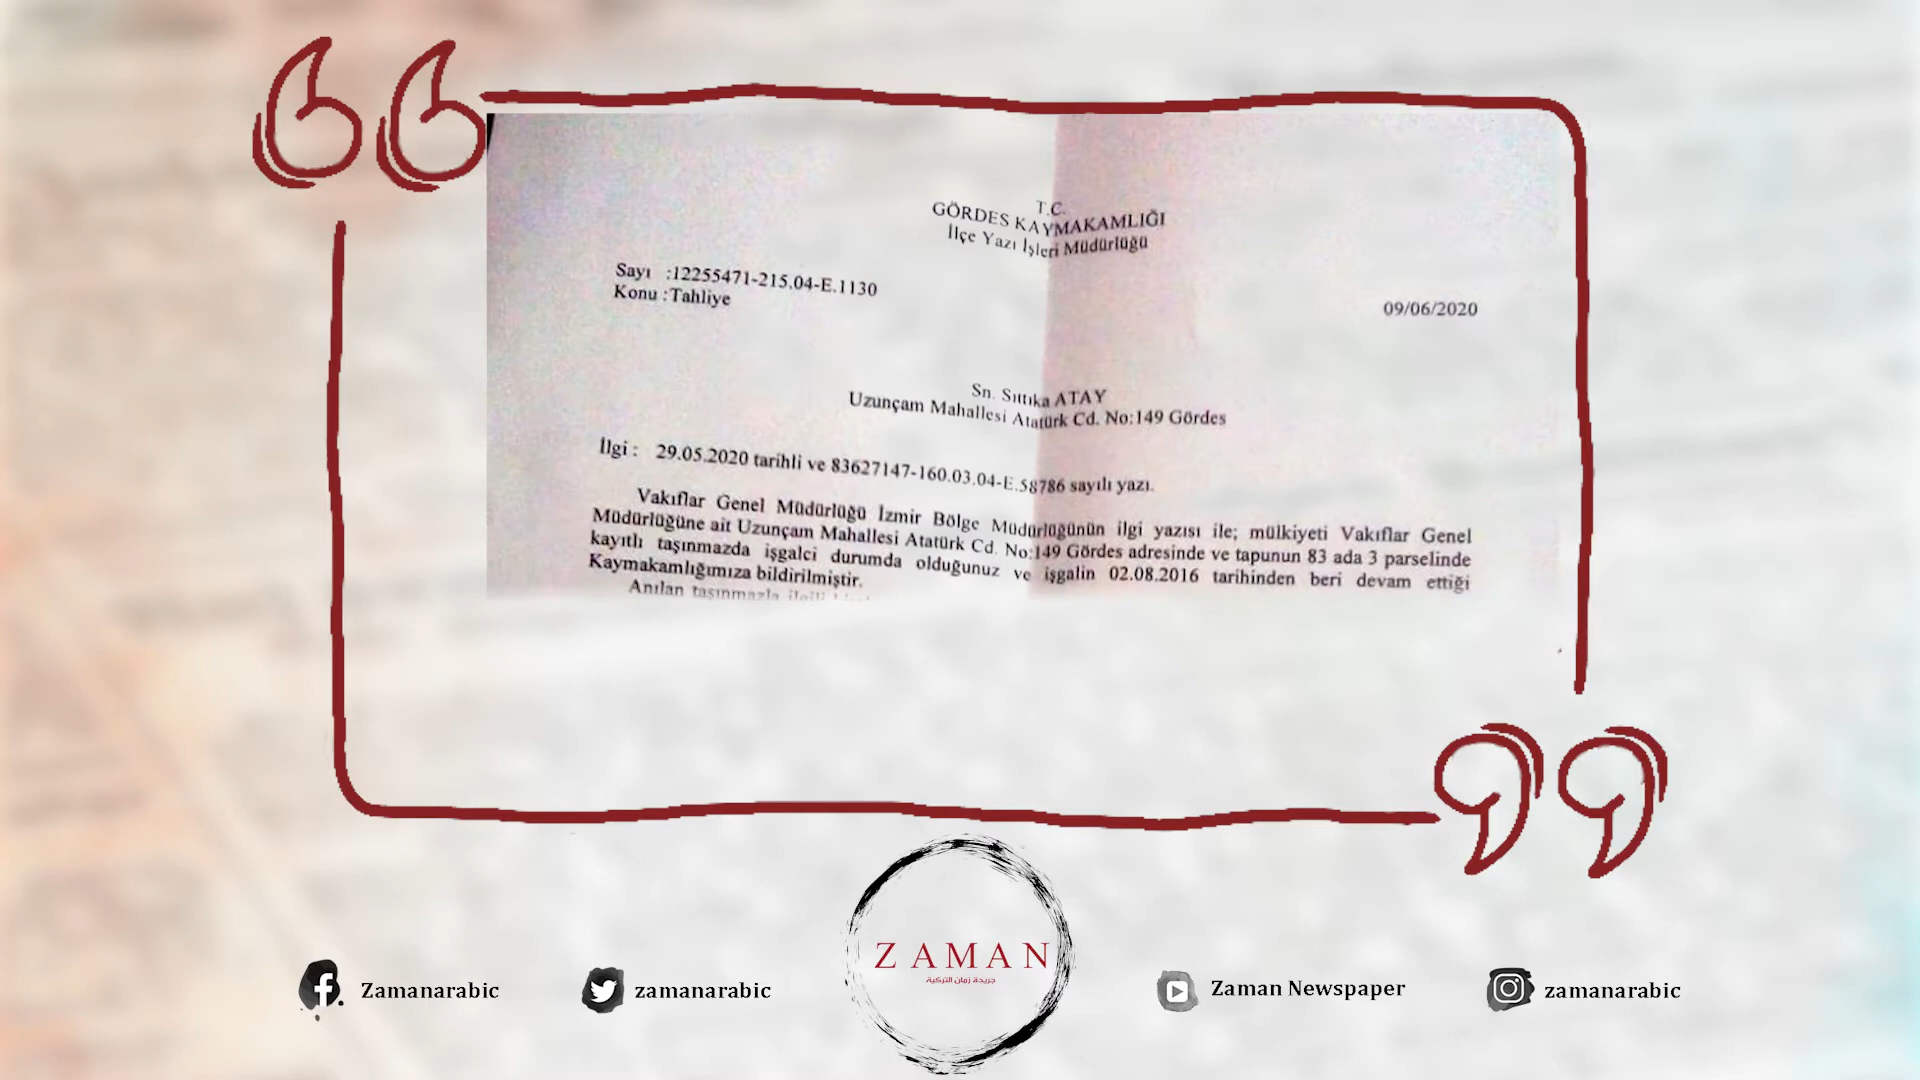 T.C.
GÖRDES KAYMAKAMLIĞI
İlçe Yazı İşleri Müdürlüğü
Sayı :12255471-215.04-E.1130
Konu :Tahliye
09/06/2020
Sn. Sıttıka ATAY
Uzunçam Mahallesi Atatürk Cd. No:149 Gördes
İlgi : 29.05.2020 tarihli ve 83627147-160.03.04-E.58786 sayılı yazı.
Vakıflar Genel Müdürlüğü İzmir Bölge Müdürlüğünün ilgi yazısı ile; mülkiyeti Vakıflar Genel
Müdürlüğüne ait Uzunçam Mahallesi Atatürk Cd. No:149 Gördes adresinde ve tapunun 83 ada 3 parselinde
kayıtlı taşınmazda işgalci durumda olduğunuz ve işgalin 02.08.2016 tarihinden beri devam ettiği
Kaymakamlığımıza bildirilmiştir.
Anılan taşınmazla
ZAMAN
جريدة زمان التركية
Zamanarabic
zamanarabic
Zaman Newspaper
zamanarabic